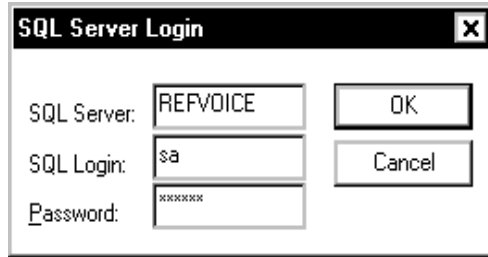 SQL Server Login
SQL Server: REFVOICE OK
SQL Login: sa Cancel
Password: ******